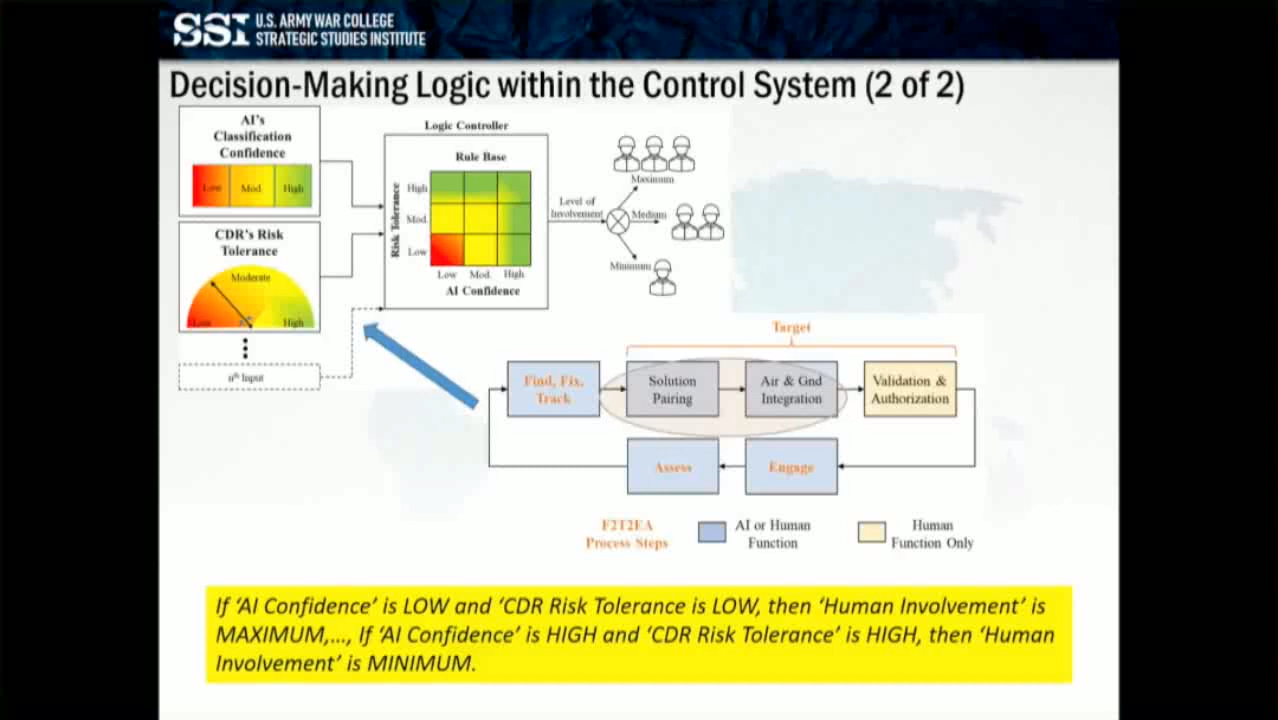 SSI U.S. ARMY WAR COLLEGE
STRATEGIC STUDIES INSTITUTE
Decision-Making Logic within the Control System (2 of 2)
AI's
Classification
Confidence
Low Mod. High
CDR's Risk
Tolerance
Moderate
Low High
nth Input
Logic Controller
Rule Base
Risk Tolerance
High
Mod.
Low
Low Mod. High
AI Confidence
Level of
Involvement
Maximum
Medium
Minimum
Target
Find, Fix,
Track
Solution
Pairing
Air & Gnd
Integration
Validation &
Authorization
Assess
Engage
F2T2EA
Process Steps
AI or Human
Function
Human
Function Only
If ‘AI Confidence’ is LOW and ‘CDR Risk Tolerance is LOW, then ‘Human Involvement’ is
MAXIMUM,..., If ‘AI Confidence’ is HIGH and ‘CDR Risk Tolerance’ is HIGH, then ‘Human
Involvement’ is MINIMUM.